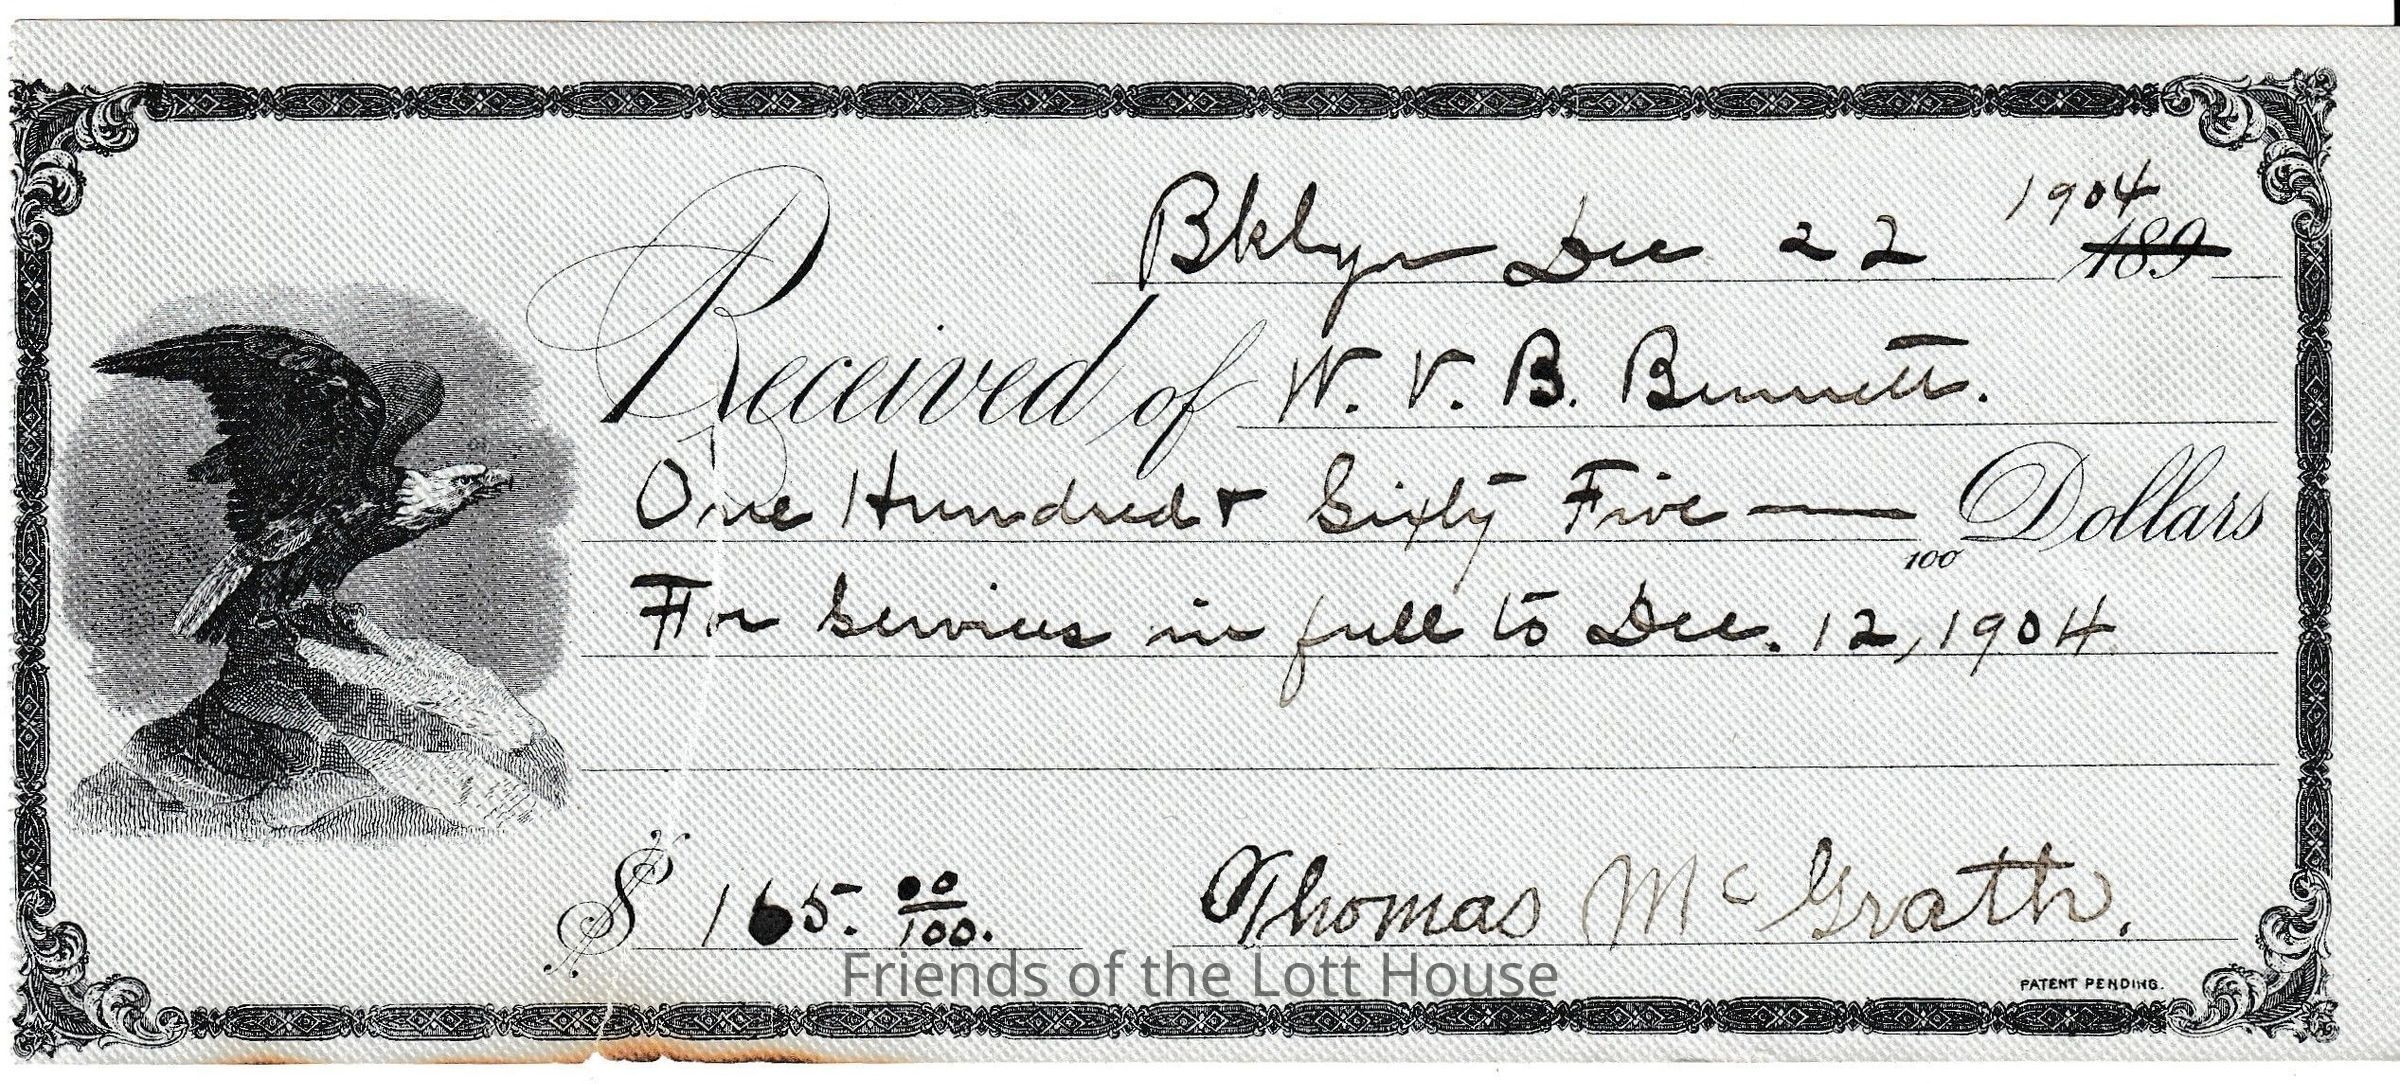 Bklyn Dec 22 1904 189
Received of W. V. B. Bennett.
One Hundred + Sixty Five — 100 Dollars
For Services in full to Dec. 12, 1904
$ 165. 00/100. Thomas McGrath.
Friends of the Lott House
PATENT PENDING.